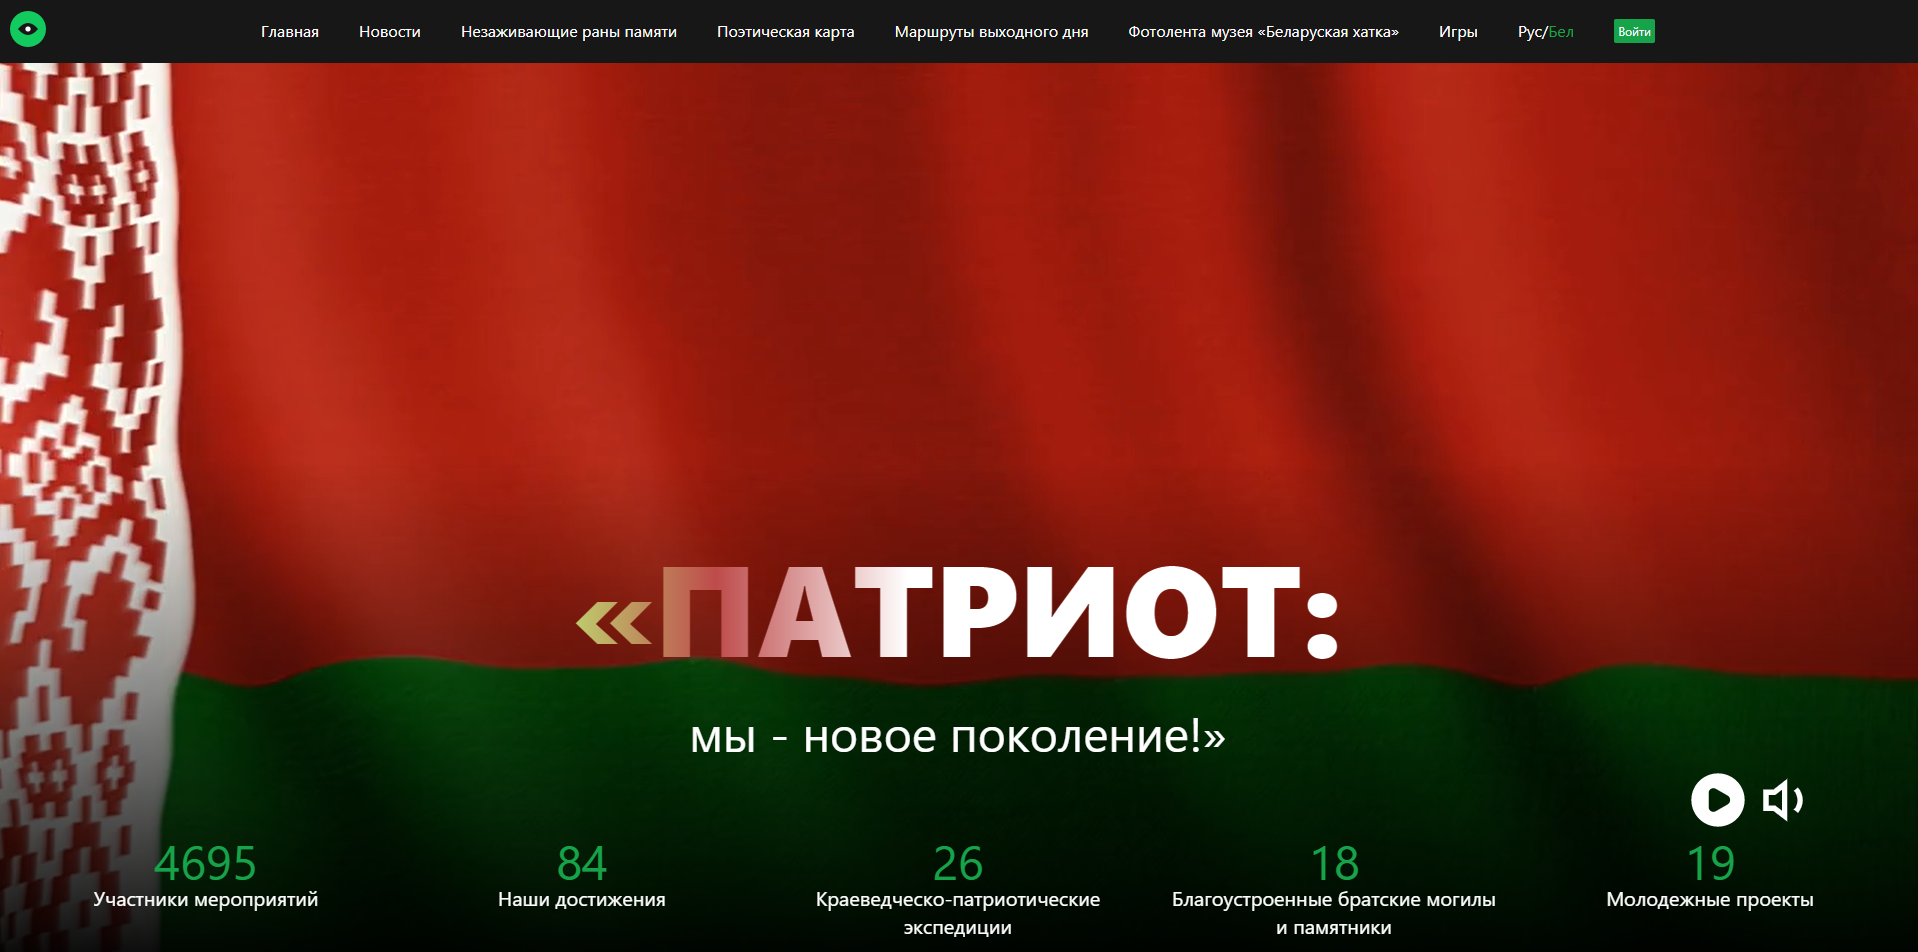 Главная Новости Незаживающие раны памяти Поэтическая карта Маршруты выходного дня Фотолента музея «Беларуская хатка» Игры Рус/Бел Войти
«ПАТРИОТ:
мы - новое поколение!»
4695
Участники мероприятий
84
Наши достижения
26
Краеведческо-патриотические
экспедиции
18
Благоустроенные братские могилы
и памятники
19
Молодежные проекты